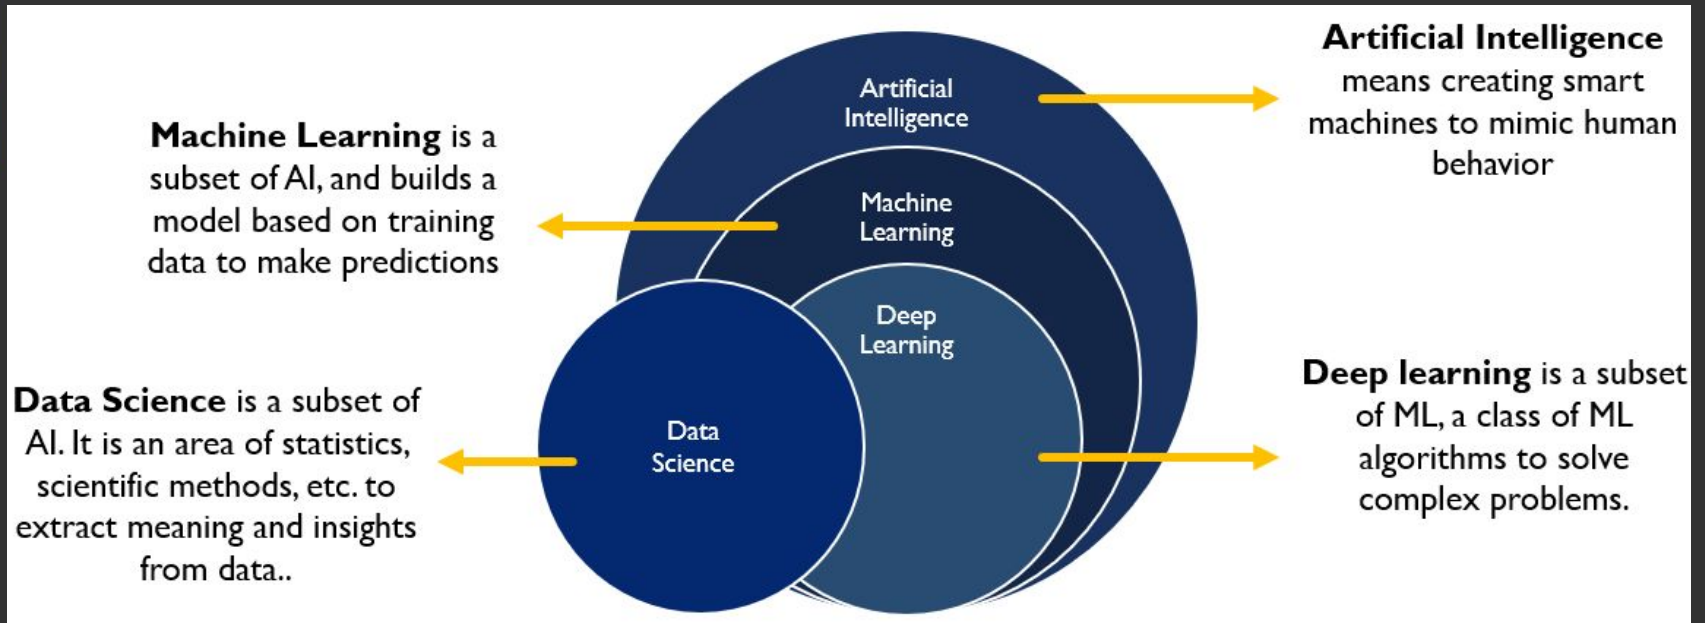 Artificial Intelligence
means creating smart
machines to mimic human
behavior
Artificial
Intelligence
Machine Learning is a
subset of AI, and builds a
model based on training
data to make predictions
Machine
Learning
Deep
Learning
Deep learning is a subset
of ML, a class of ML
algorithms to solve
complex problems.
Data Science is a subset of
AI. It is an area of statistics,
scientific methods, etc. to
extract meaning and insights
from data..
Data
Science